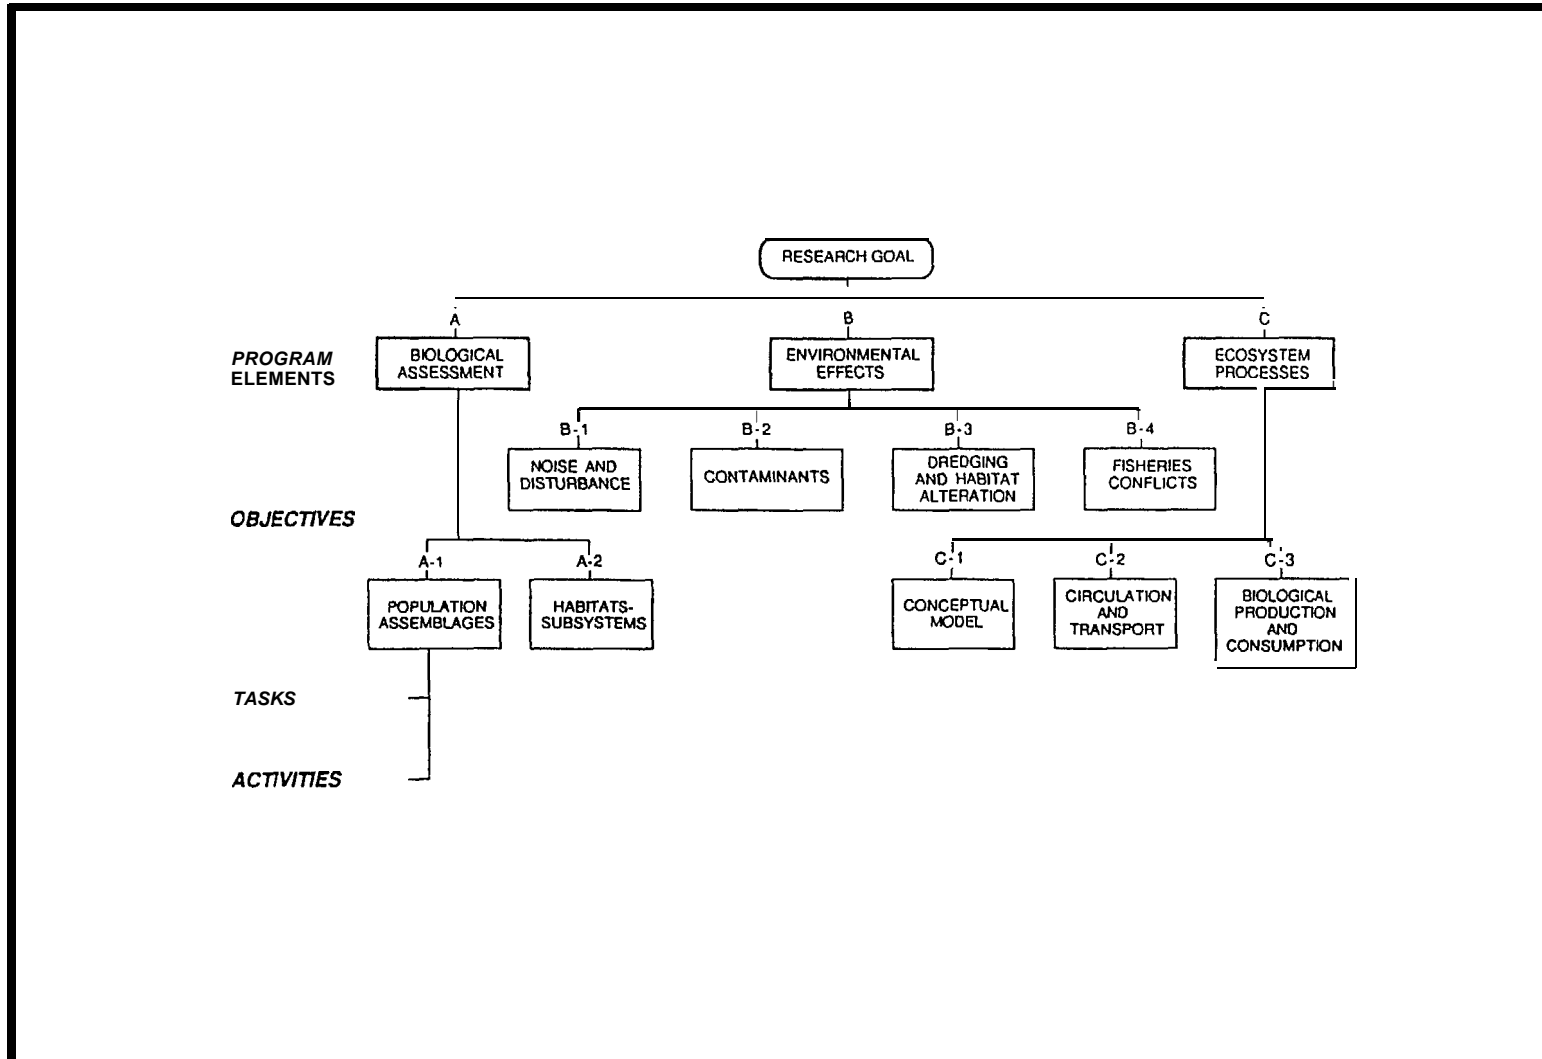 RESEARCH GOAL
A
B
C
PROGRAM
ELEMENTS
BIOLOGICAL
ASSESSMENT
ENVIRONMENTAL
EFFECTS
ECOSYSTEM
PROCESSES
B-1
B-2
B-3
B-4
NOISE AND
DISTURBANCE
CONTAMINANTS
DREDGING
AND HABITAT
ALTERATION
FISHERIES
CONFLICTS
OBJECTIVES
A-1
A-2
C-1
C-2
C-3
POPULATION
ASSEMBLAGES
HABITATS-
SUBSYSTEMS
CONCEPTUAL
MODEL
CIRCULATION
AND
TRANSPORT
BIOLOGICAL
PRODUCTION
AND
CONSUMPTION
TASKS
ACTIVITIES